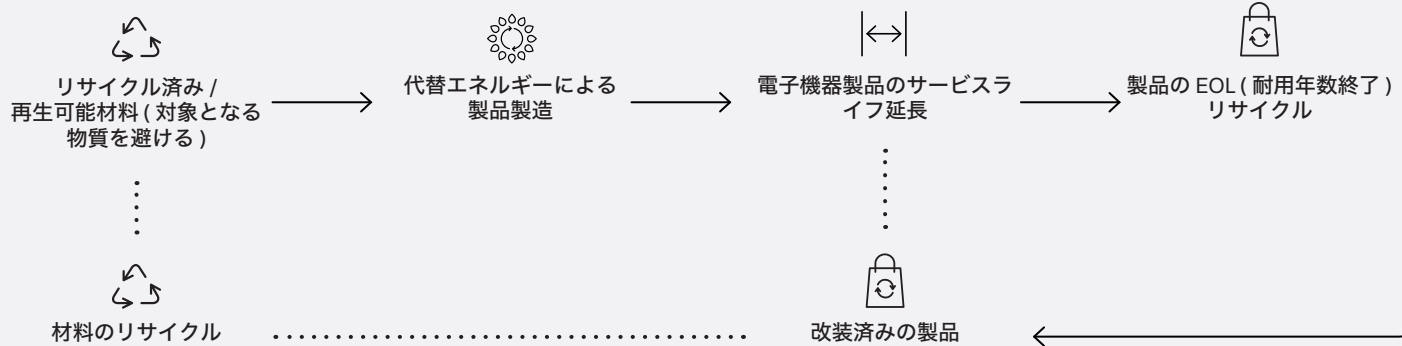 リサイクル済み /
再生可能材料 ( 対象となる
物質を避ける )
代替エネルギーによる
製品製造
電子機器製品のサービスラ
イフ延長
製品の EOL ( 耐用年数終了 )
リサイクル
材料のリサイクル
改装済みの製品